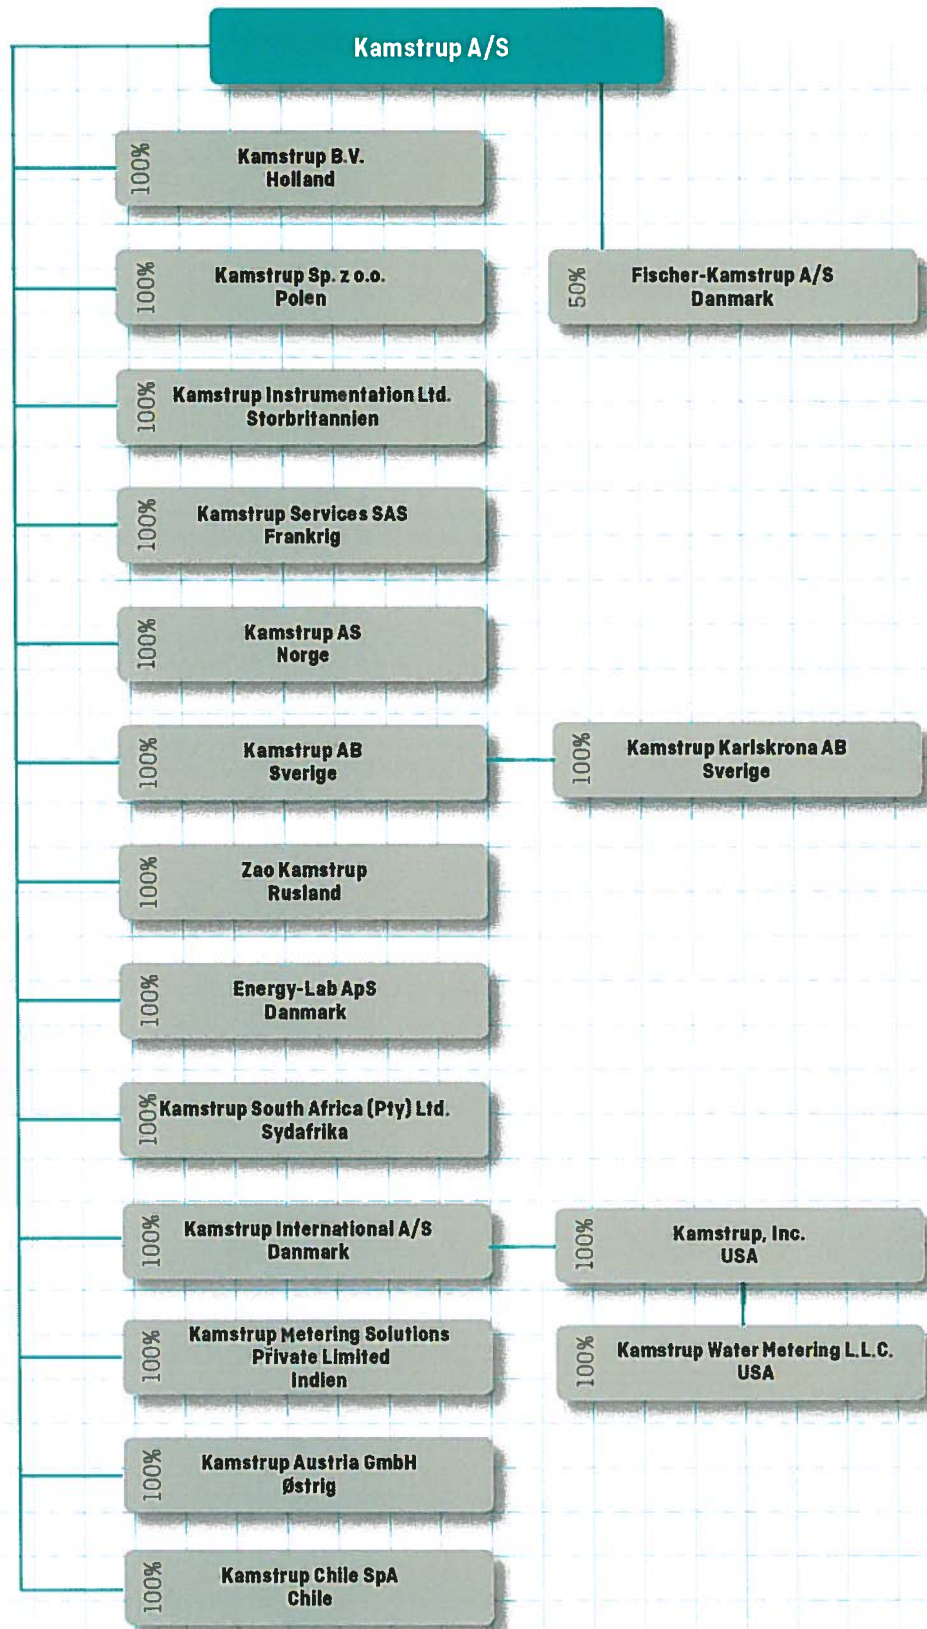 Kamstrup A/S
100%
Kamstrup B.V.
Holland
100%
Kamstrup Sp. z o.o.
Polen
50%
Fischer-Kamstrup A/S
Danmark
100%
Kamstrup Instrumentation Ltd.
Storbritannien
100%
Kamstrup Services SAS
Frankrig
100%
Kamstrup AS
Norge
100%
Kamstrup AB
Sverige
100%
Kamstrup Karlskrona AB
Sverige
100%
Zao Kamstrup
Rusland
100%
Energy-Lab ApS
Danmark
100%
Kamstrup South Africa (Pty) Ltd.
Sydafrika
100%
Kamstrup International A/S
Danmark
100%
Kamstrup, Inc.
USA
100%
Kamstrup Metering Solutions
Private Limited
Indien
100%
Kamstrup Water Metering L.L.C.
USA
100%
Kamstrup Austria GmbH
Østrig
100%
Kamstrup Chile SpA
Chile